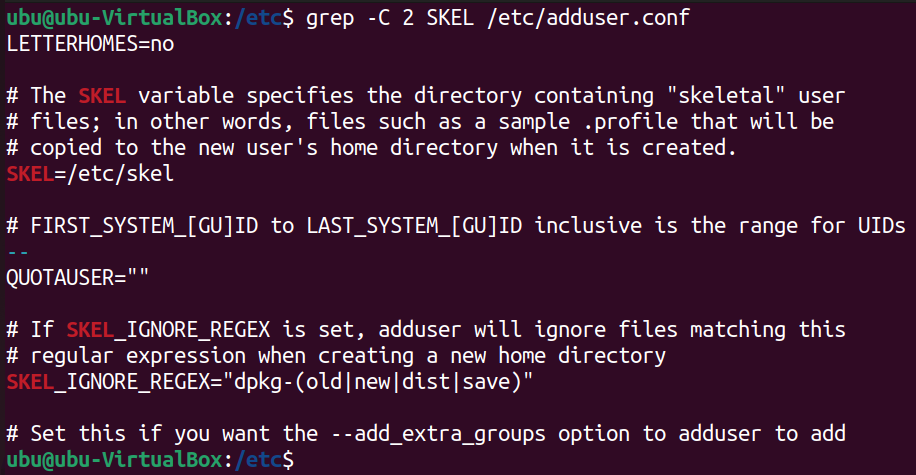 ubu@ubu-VirtualBox:/etc$ grep -C 2 SKEL /etc/adduser.conf
LETTERHOMES=no

# The SKEL variable specifies the directory containing "skeletal" user
# files; in other words, files such as a sample .profile that will be
# copied to the new user's home directory when it is created.
SKEL=/etc/skel

# FIRST_SYSTEM_[GU]ID to LAST_SYSTEM_[GU]ID inclusive is the range for UIDs
--
QUOTAUSER=""

# If SKEL_IGNORE_REGEX is set, adduser will ignore files matching this
# regular expression when creating a new home directory
SKEL_IGNORE_REGEX="dpkg-(old|new|dist|save)"

# Set this if you want the --add_extra_groups option to adduser to add
ubu@ubu-VirtualBox:/etc$